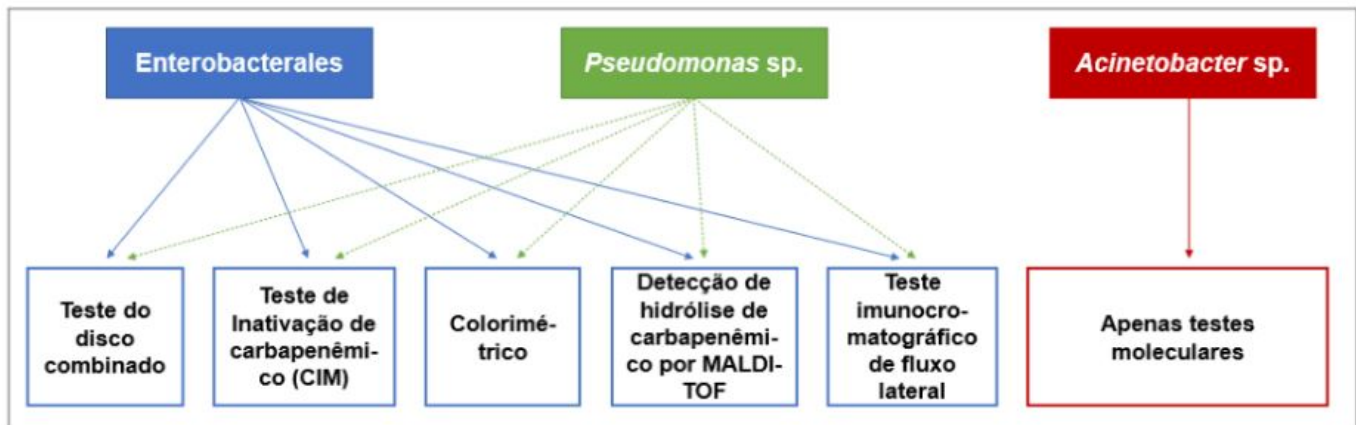 Enterobacterales
Pseudomonas sp.
Acinetobacter sp.
Teste do
disco
combinado
Teste de
Inativação de
carbapenêmi-
co (CIM)
Colorimé-
trico
Detecção de
hidrólise de
carbapenêmi-
co por MALDI-
TOF
Teste
imunocro-
matográfico
de fluxo
lateral
Apenas testes
moleculares